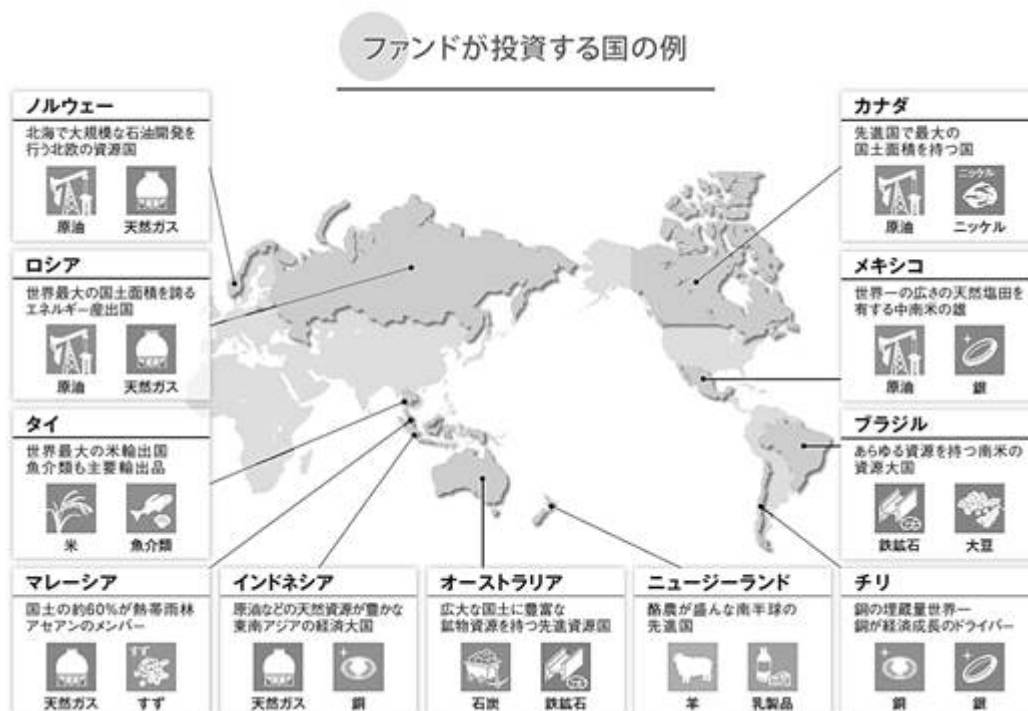 ファンドが投資する国の例
ノルウェー
北海で大規模な石油開発を
行う北欧の資源国
原油
天然ガス
ロシア
世界最大の国土面積を誇る
エネルギー産出国
原油
天然ガス
タイ
世界最大の米輸出国
魚介類も主要輸出品
米
魚介類
マレーシア
国土の約60%が熱帯雨林
アセアンのメンバー
天然ガス
すず
すず
インドネシア
原油などの天然資源が豊かな
東南アジアの経済大国
天然ガス
銅
オーストラリア
広大な国土に豊富な
鉱物資源を持つ先進資源国
石炭
鉄鉱石
ニュージーランド
酪農が盛んな南半球の
先進国
羊
乳製品
チリ
銅の埋蔵量世界一
銅が経済成長のドライバー
銅
銀
ブラジル
あらゆる資源を持つ南米の
資源大国
鉄鉱石
大豆
メキシコ
世界一の広さの天然塩田を
有する中南米の雄
原油
銀
カナダ
先進国で最大の
国土面積を持つ国
原油
ニッケル
ニッケル